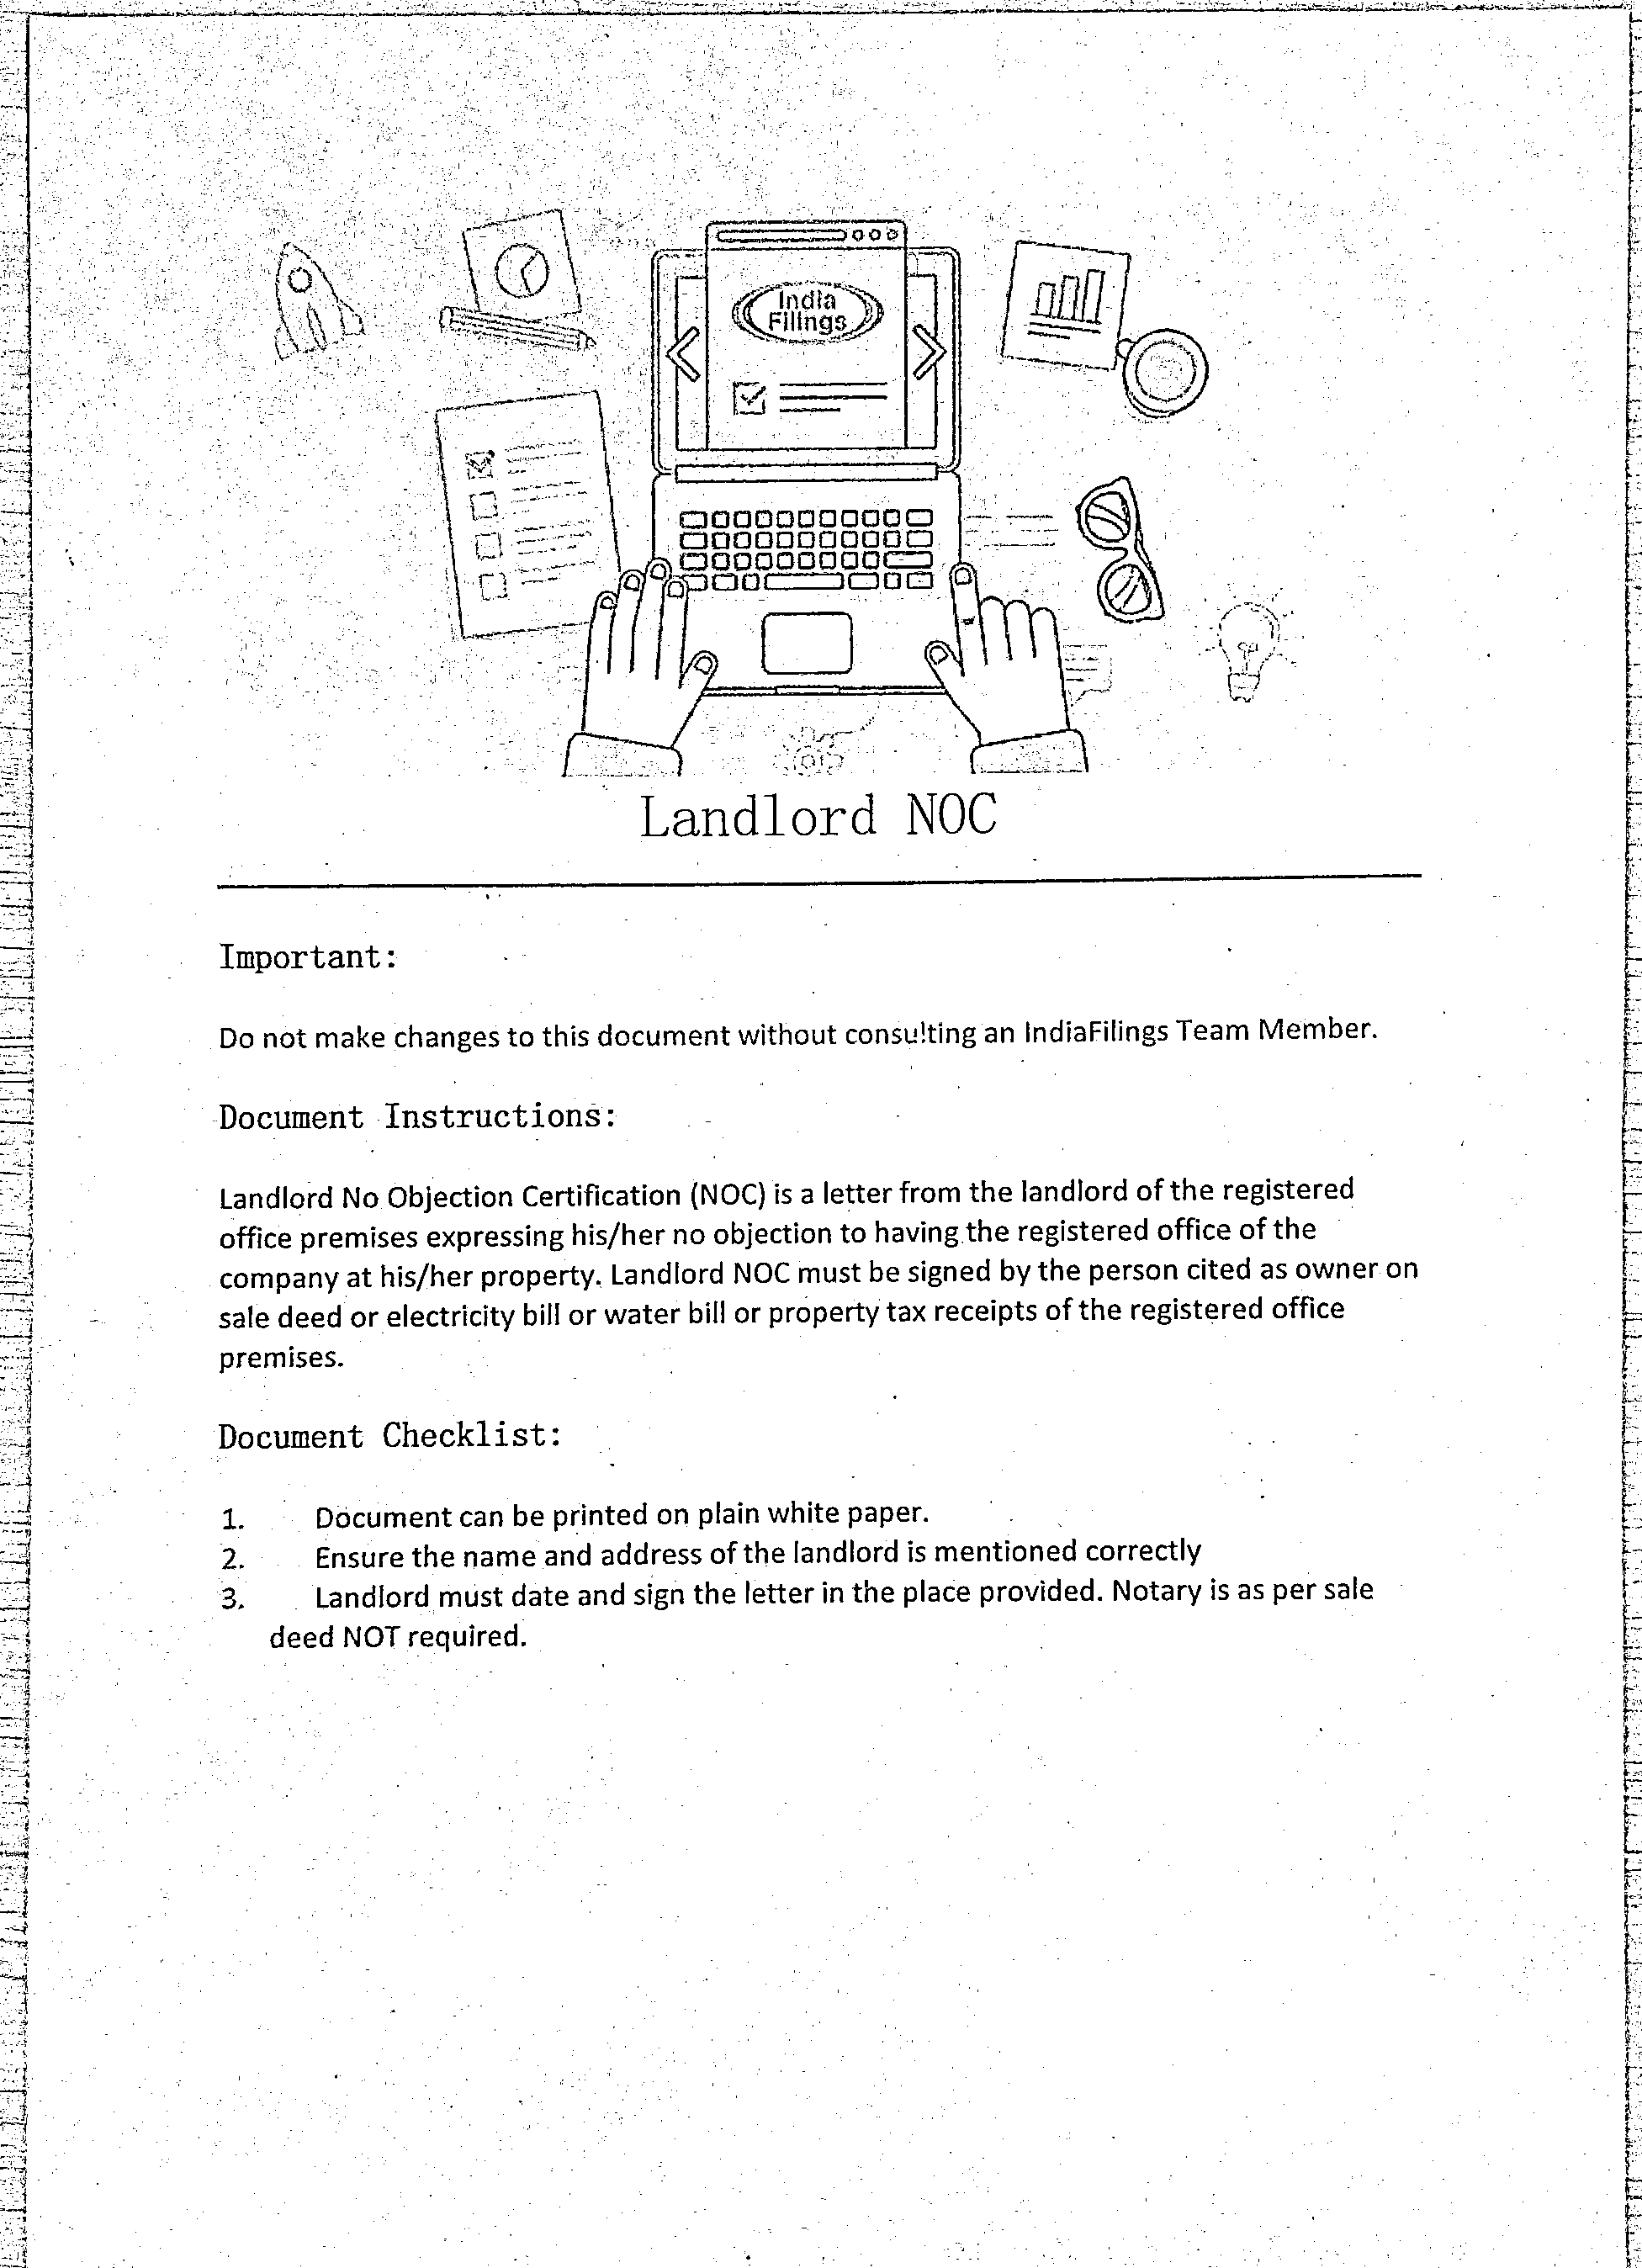 India
Filings
Landlord NOC
Important:
Do not make changes to this document without consulting an IndiaFilings Team Member.
Document Instructions:
Landlord No Objection Certification (NOC) is a letter from the landlord of the registered
office premises expressing his/her no objection to having the registered office of the
company at his/her property. Landlord NOC must be signed by the person cited as owner on
sale deed or electricity bill or water bill or property tax receipts of the registered office
premises.
Document Checklist:
1. Document can be printed on plain white paper.
2. Ensure the name and address of the landlord is mentioned correctly
3. Landlord must date and sign the letter in the place provided. Notary is as per sale
deed NOT required.